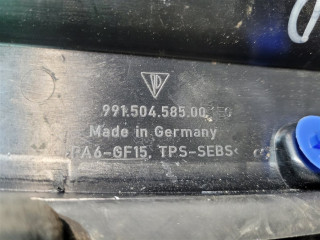 991.504.585.00
Made in Germany
PA6-GF15, TPS-SEBS<